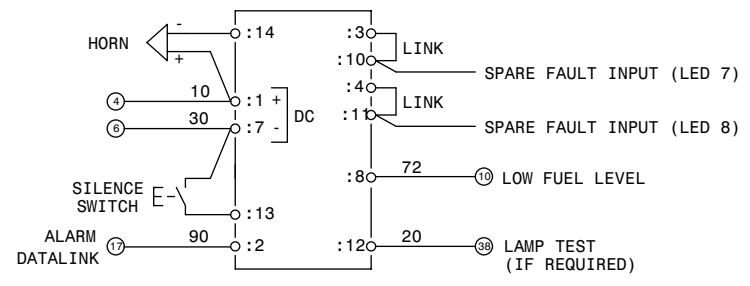 -
HORN
+
:14
:3
LINK
:10
SPARE FAULT INPUT (LED 7)
4
10
:1 +
DC
:4
LINK
6
30
:7 -
:11
SPARE FAULT INPUT (LED 8)
:8
72
10
LOW FUEL LEVEL
SILENCE
SWITCH
:13
ALARM
DATALINK
17
90
:2
:12
20
38
LAMP TEST
(IF REQUIRED)